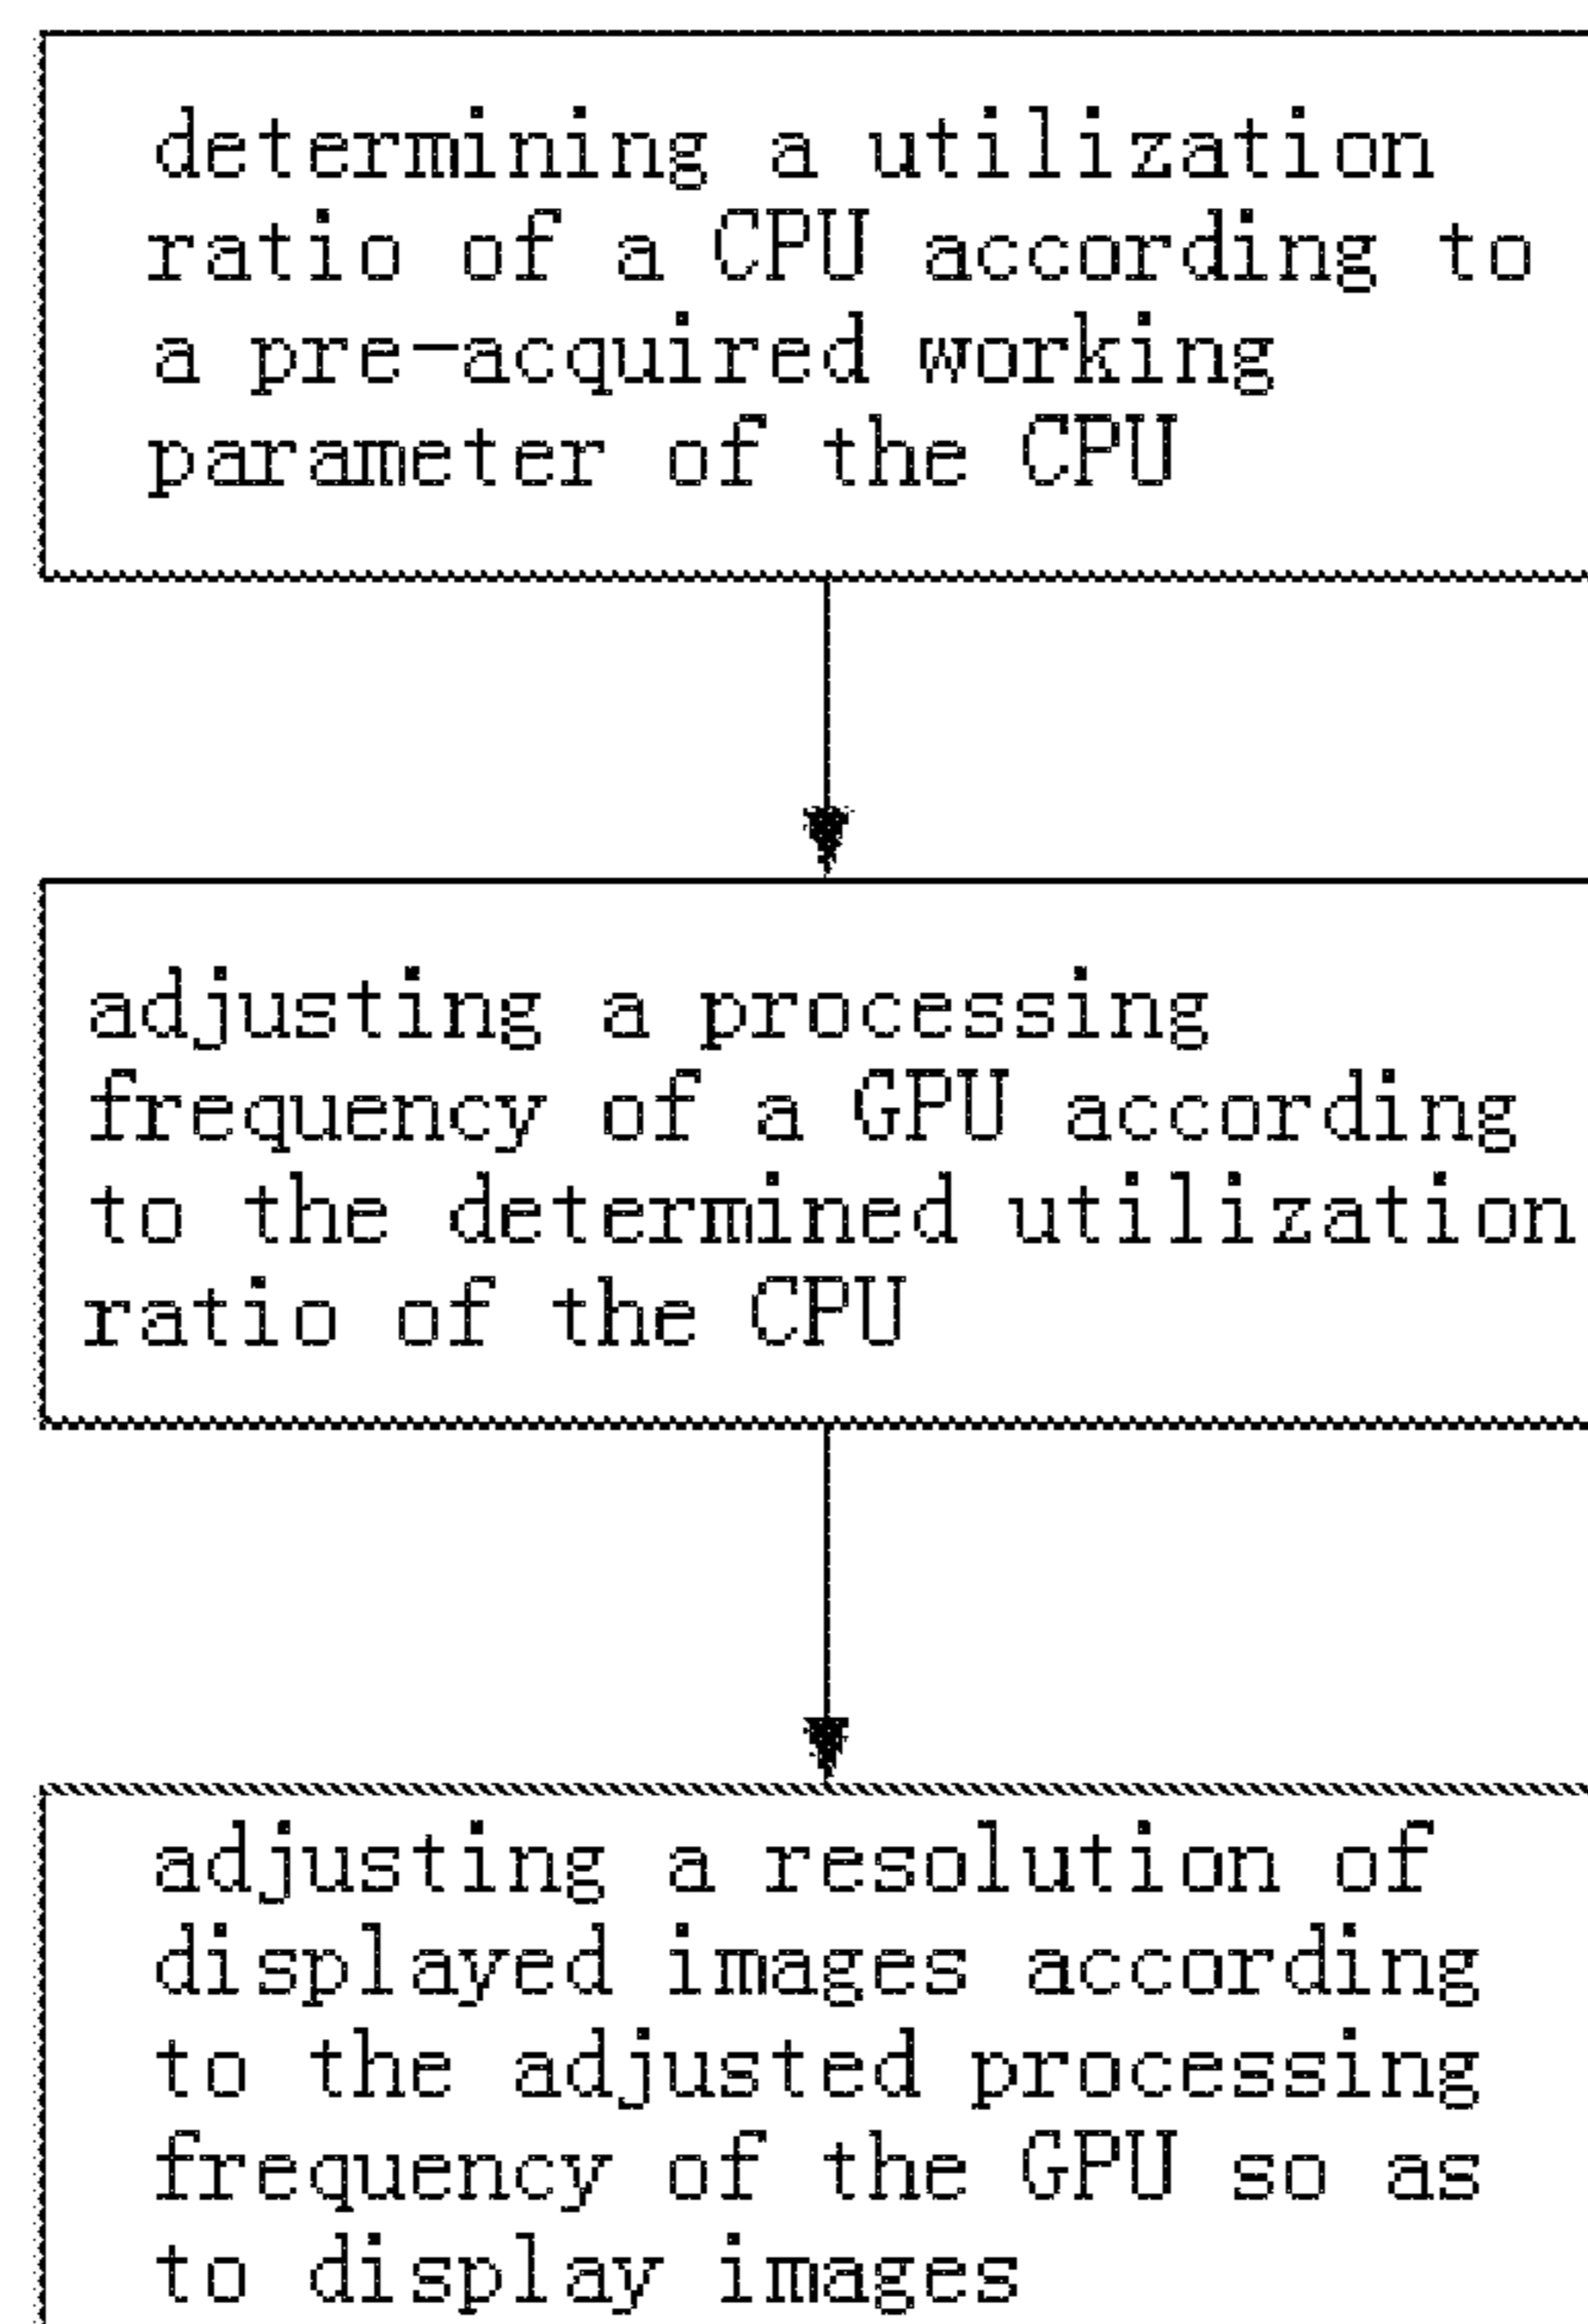 determining a utilization
ratio of a CPU according to
a pre-acquired working
parameter of the CPU
adjusting a processing
frequency of a GPU according
to the determined utilization
ratio of the CPU
adjusting a resolution of
displayed images according
to the adjusted processing
frequency of the GPU so as
to display images